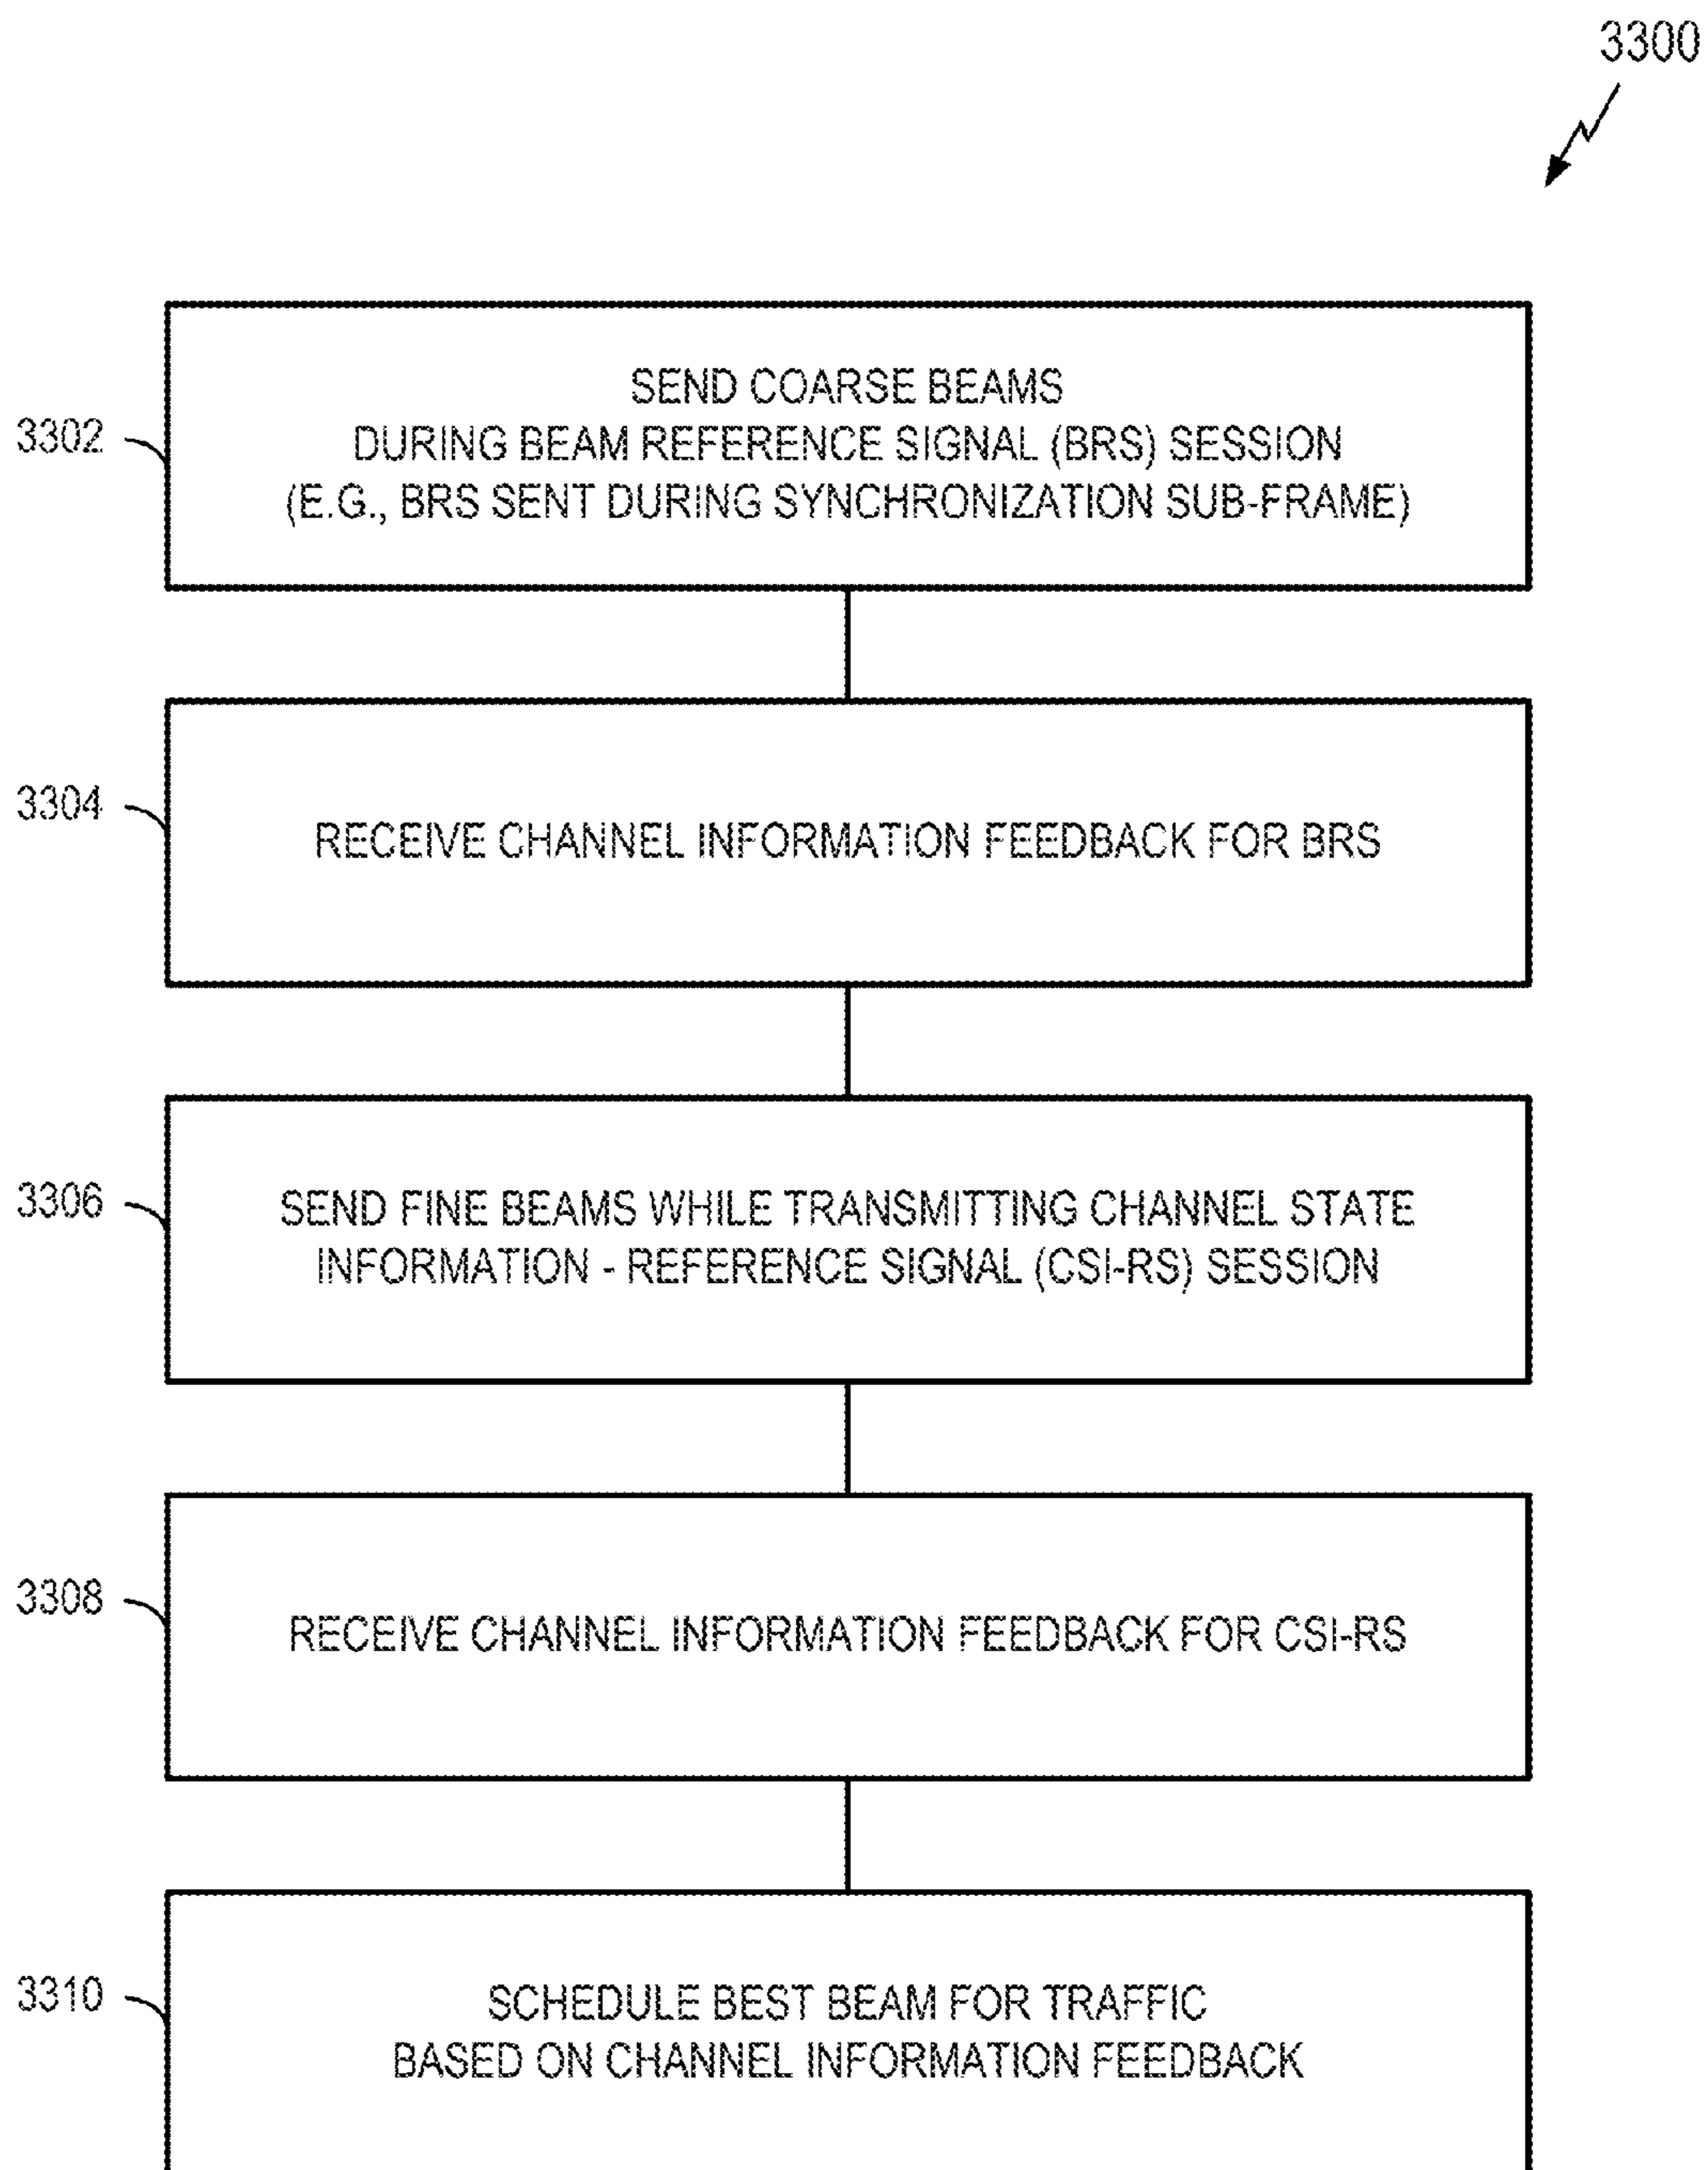 3300
3302
SEND COARSE BEAMS
DURING BEAM REFERENCE SIGNAL (BRS) SESSION
(E.G., BRS SENT DURING SYNCHRONIZATION SUB-FRAME)
3304
RECEIVE CHANNEL INFORMATION FEEDBACK FOR BRS
3306
SEND FINE BEAMS WHILE TRANSMITTING CHANNEL STATE
INFORMATION - REFERENCE SIGNAL (CSI-RS) SESSION
3308
RECEIVE CHANNEL INFORMATION FEEDBACK FOR CSI-RS
3310
SCHEDULE BEST BEAM FOR TRAFFIC
BASED ON CHANNEL INFORMATION FEEDBACK